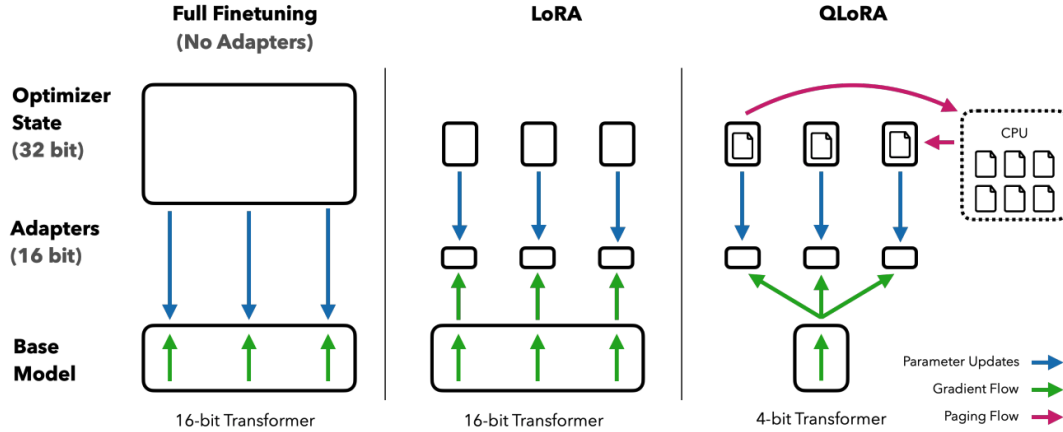 Full Finetuning
(No Adapters)
LoRA
QLoRA
Optimizer
State
(32 bit)
CPU
Adapters
(16 bit)
Base
Model
Parameter Updates
Gradient Flow
Paging Flow
16-bit Transformer
16-bit Transformer
4-bit Transformer